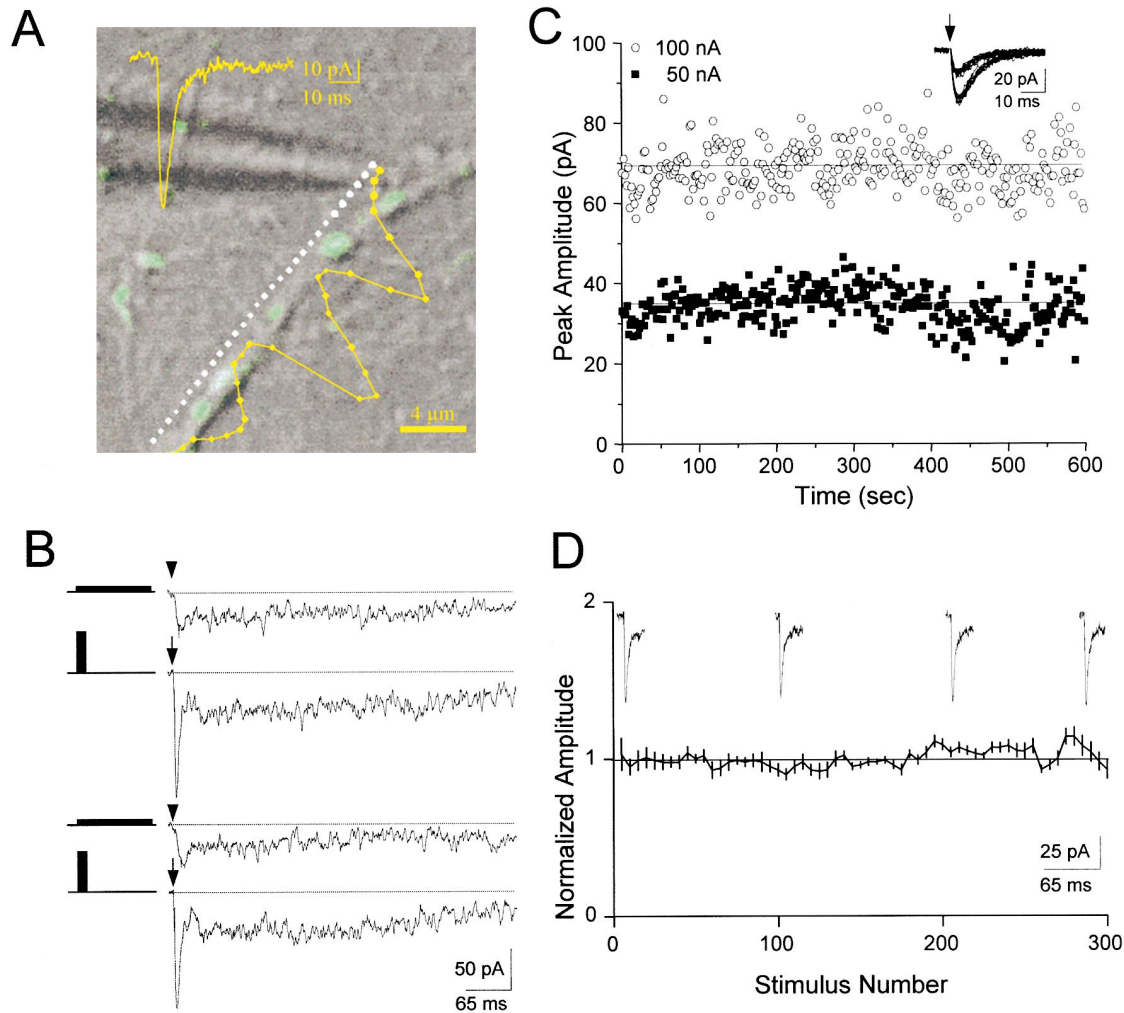 A
10 pA
10 ms
4 µm
C
100 nA
50 nA
20 pA
10 ms
Peak Amplitude (pA)
100
80
60
40
20
0
0 100 200 300 400 500 600
Time (sec)
B
50 pA
65 ms
D
Normalized Amplitude
2
1
0
25 pA
65 ms
0 100 200 300
Stimulus Number